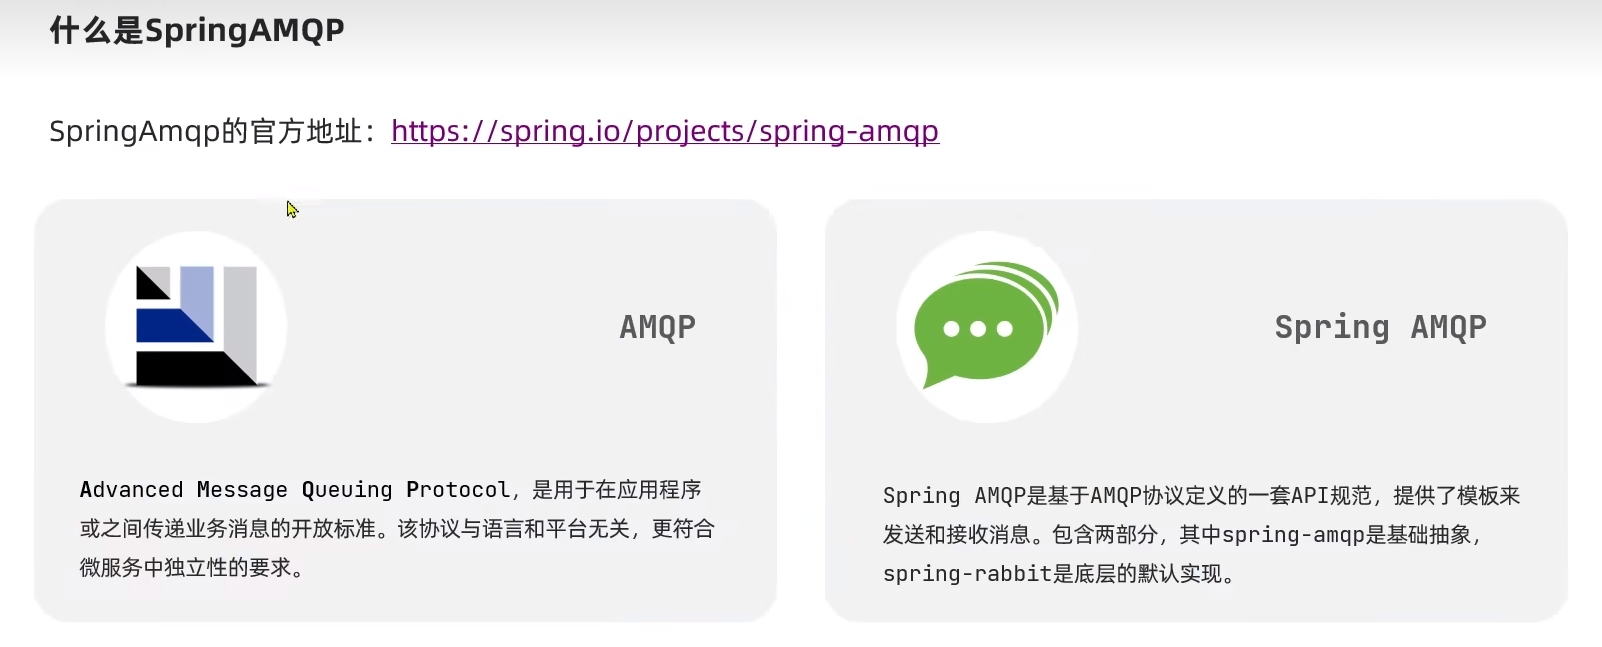 什么是SpringAMQP
SpringAmqp的官方地址：https://spring.io/projects/spring-amqp
AMQP
Advanced Message Queuing Protocol，是用于在应用程序
或之间传递业务消息的开放标准。该协议与语言和平台无关，更符合
微服务中独立性的要求。
Spring AMQP
Spring AMQP是基于AMQP协议定义的一套API规范，提供了模板来
发送和接收消息。包含两部分，其中spring-amqp是基础抽象，
spring-rabbit是底层的默认实现。